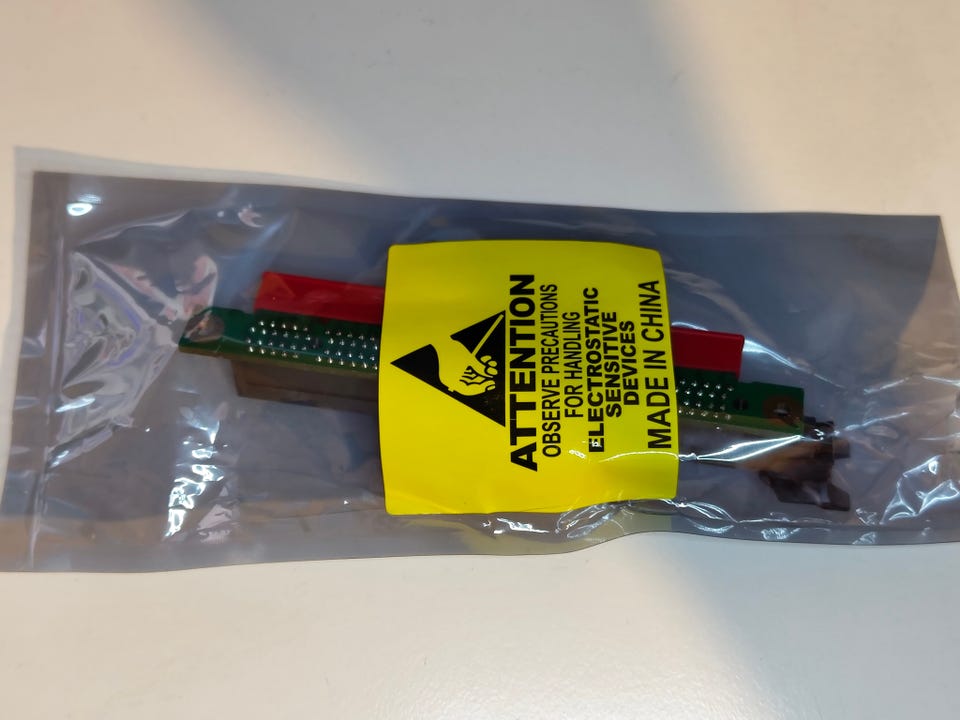 ATTENTION
OBSERVE PRECAUTIONS
FOR HANDLING
ELECTROSTATIC
SENSITIVE
DEVICES
MADE IN CHINA